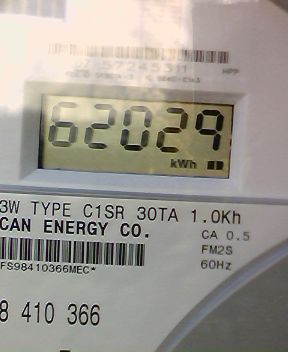 HPP
62029
kWh
3W TYPE C1SR 30TA 1.0Kh
CAN ENERGY CO.
CA 0.5
FM2S
60Hz
FS98410366MEC*
8 410 366